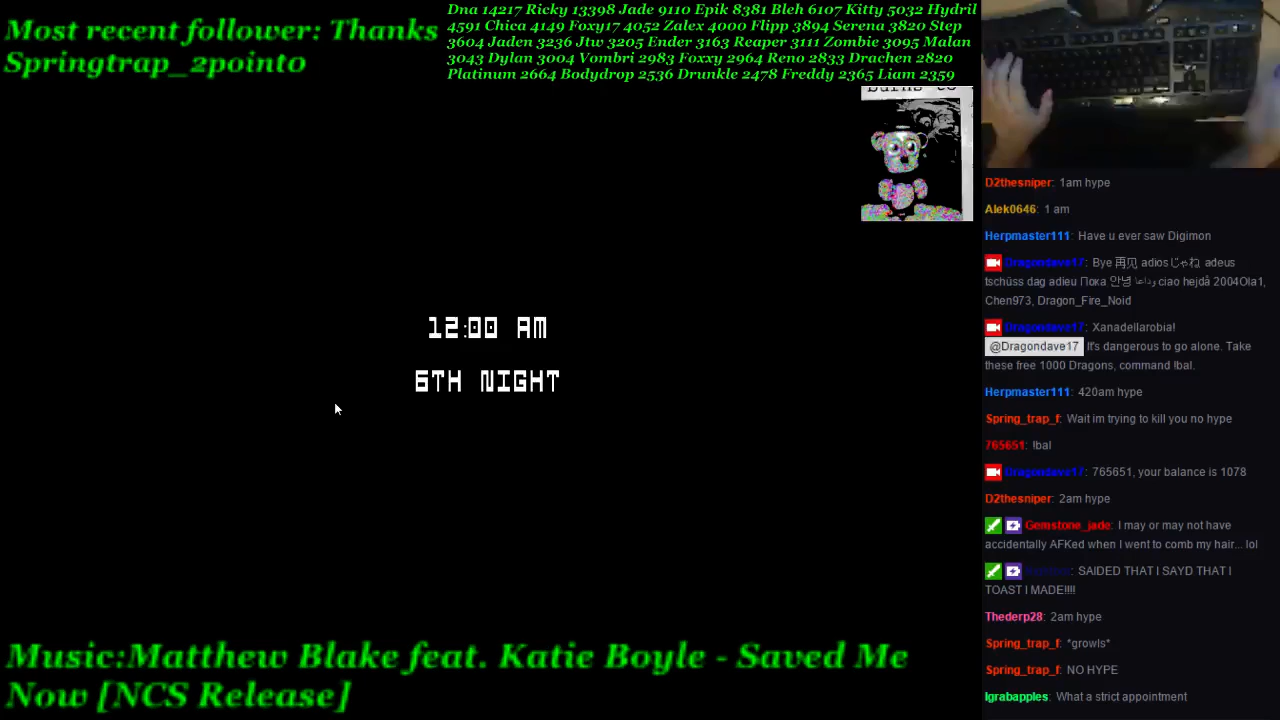 Most recent follower: Thanks
Springtrap_2point0
Dna 14217 Ricky 13398 Jade 9110 Epik 8381 Bleh 6107 Kitty 5032 Hydril
4591 Chica 4149 Foxy17 4052 Zalex 4000 Flipp 3894 Serena 3820 Step
3604 Jaden 3236 Jtw 3205 Ender 3163 Reaper 3111 Zombie 3095 Malan
3043 Dylan 3004 Vombri 2983 Foxxy 2964 Reno 2833 Drachen 2820
Platinum 2664 Bodydrop 2536 Drunkle 2478 Freddy 2365 Liam 2359
burns to
12:00 AM
6TH NIGHT
Music:Matthew Blake feat. Katie Boyle - Saved Me
Now [NCS Release]
D2thesniper: 1am hype
Alek0646: 1 am
Herpmaster111: Have u ever saw Digimon
Dragondave17: Bye 再见 adios じゃね adeus
tschüss dag adieu Пока 안녕 وداعا ciao hejdå 2004Ola1,
Chen973, Dragon_Fire_Noid
Dragondave17: Xanadellarobia!
@Dragondave17 It's dangerous to go alone. Take
these free 1000 Dragons, command !bal.
Herpmaster111: 420am hype
Spring_trap_f: Wait im trying to kill you no hype
765651: !bal
Dragondave17: 765651, your balance is 1078
D2thesniper: 2am hype
Gemstone_jade: I may or may not have
accidentally AFKed when I went to comb my hair... lol
: SAIDED THAT I SAYD THAT I
TOAST I MADE!!!!
Thederp28: 2am hype
Spring_trap_f: *growls*
Spring_trap_f: NO HYPE
Igrabapples: What a strict appointment